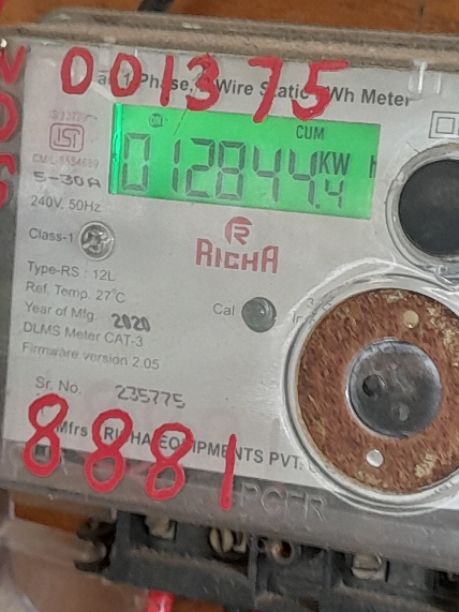 001375
1 Phase, 2 Wire Static Wh Meter
CUM
012844.4 KW h
5-30A
240V. 50Hz
Class-1
RICHA
Type-RS : 12L
Ref. Temp. 27°C
Cal
Year of Mfg. 2020
DLMS Meter CAT-3
Firmware version 2.05
Sr. No. 235775
Mfrs RICHA EQUIPMENTS PVT.
8881